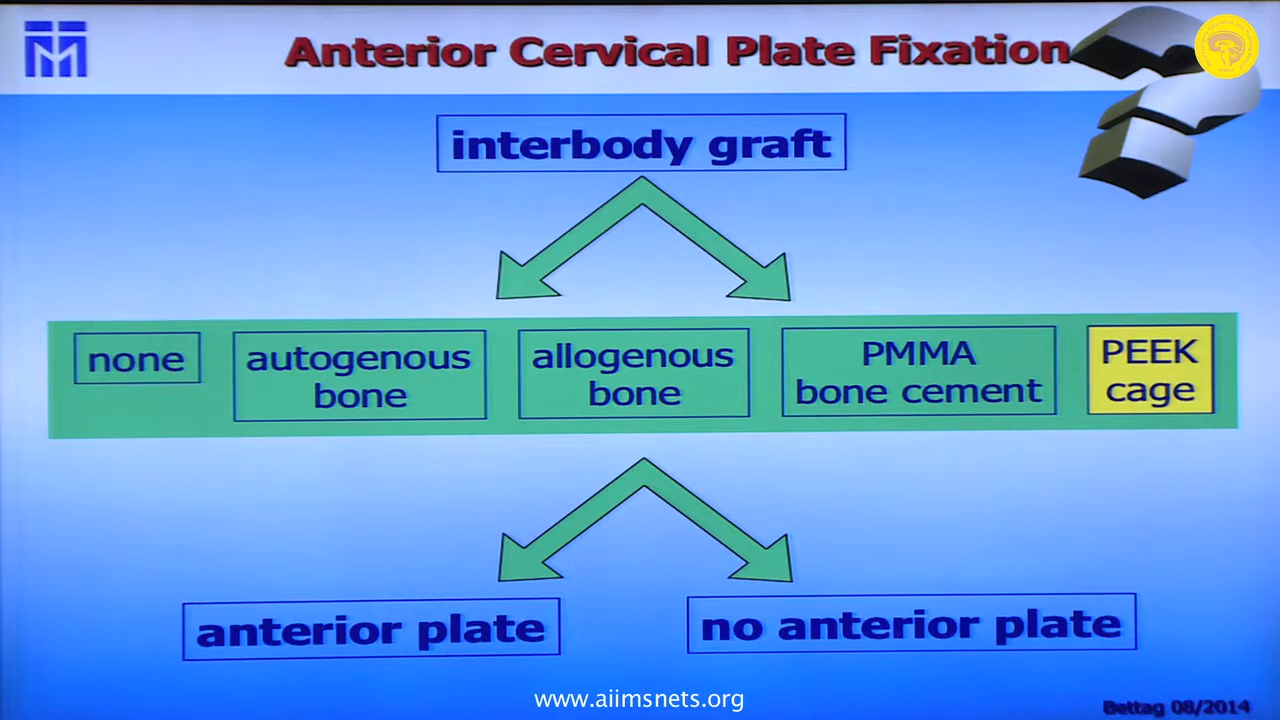 Anterior Cervical Plate Fixation
interbody graft
none
autogenous
bone
allogenous
bone
PMMA
bone cement
PEEK
cage
anterior plate
no anterior plate
www.aiimsnets.org
Bettag 08/2014